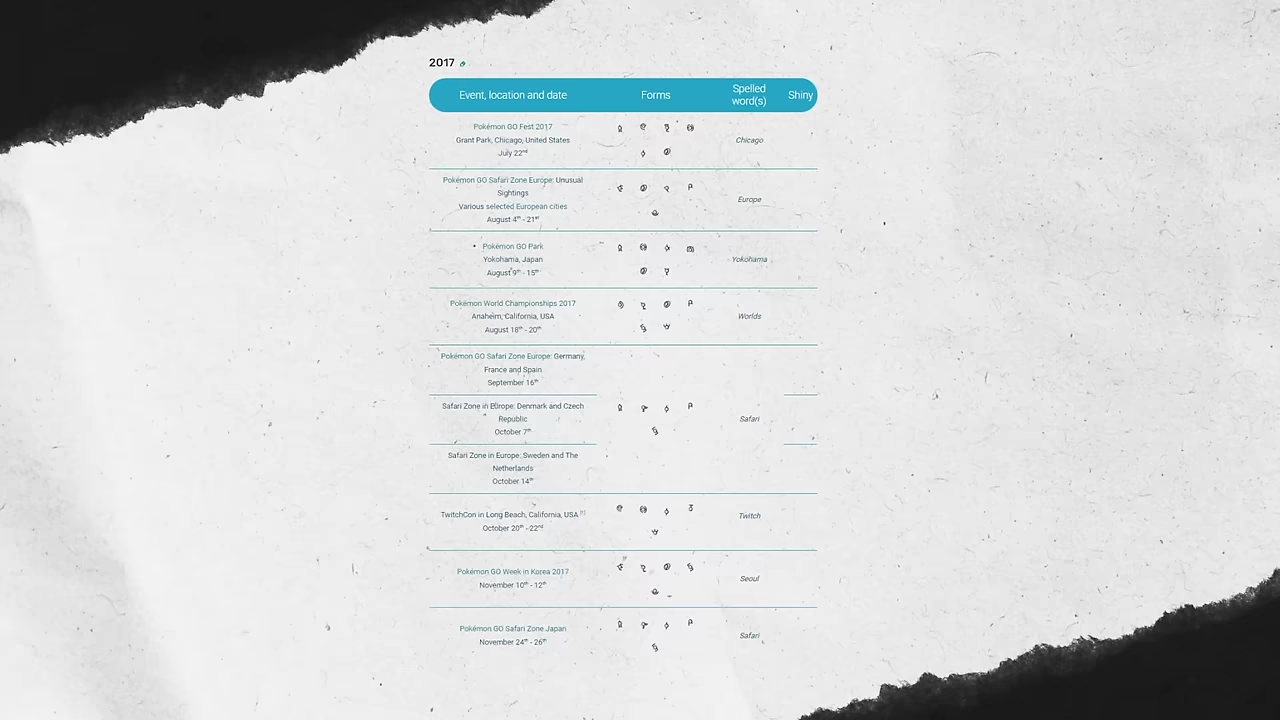 2017
Event, location and date
Forms
Spelled
word(s)
Shiny
Pokémon GO Fest 2017
Grant Park, Chicago, United States
July 22nd
Chicago
Pokémon GO Safari Zone Europe: Unusual
Sightings
Various selected European cities
August 4th - 21st
Europe
• Pokémon GO Park
Yokohama, Japan
August 9th - 15th
Yokohama
Pokémon World Championships 2017
Anaheim, California, USA
August 18th - 20th
Worlds
Pokémon GO Safari Zone Europe: Germany,
France and Spain
September 16th
Safari Zone in Europe: Denmark and Czech
Republic
October 7th
Safari
Safari Zone in Europe: Sweden and The
Netherlands
October 14th
TwitchCon in Long Beach, California, USA [1]
October 20th - 22nd
Twitch
Pokémon GO Week in Korea 2017
November 10th - 12th
Seoul
Pokémon GO Safari Zone Japan
November 24th - 26th
Safari